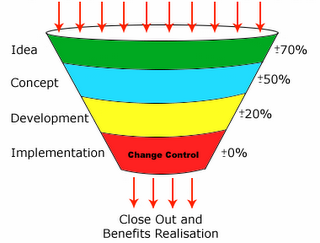 Idea
±70%
Concept
±50%
Development
±20%
Implementation
Change Control
±0%
Close Out and
Benefits Realisation